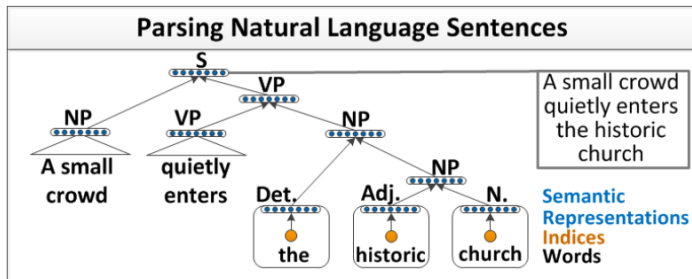 Parsing Natural Language Sentences
S
VP
NP
VP
NP
A small
crowd
quietly
enters
NP
Det.
Adj.
N.
the
historic
church
A small crowd
quietly enters
the historic
church
Semantic
Representations
Indices
Words